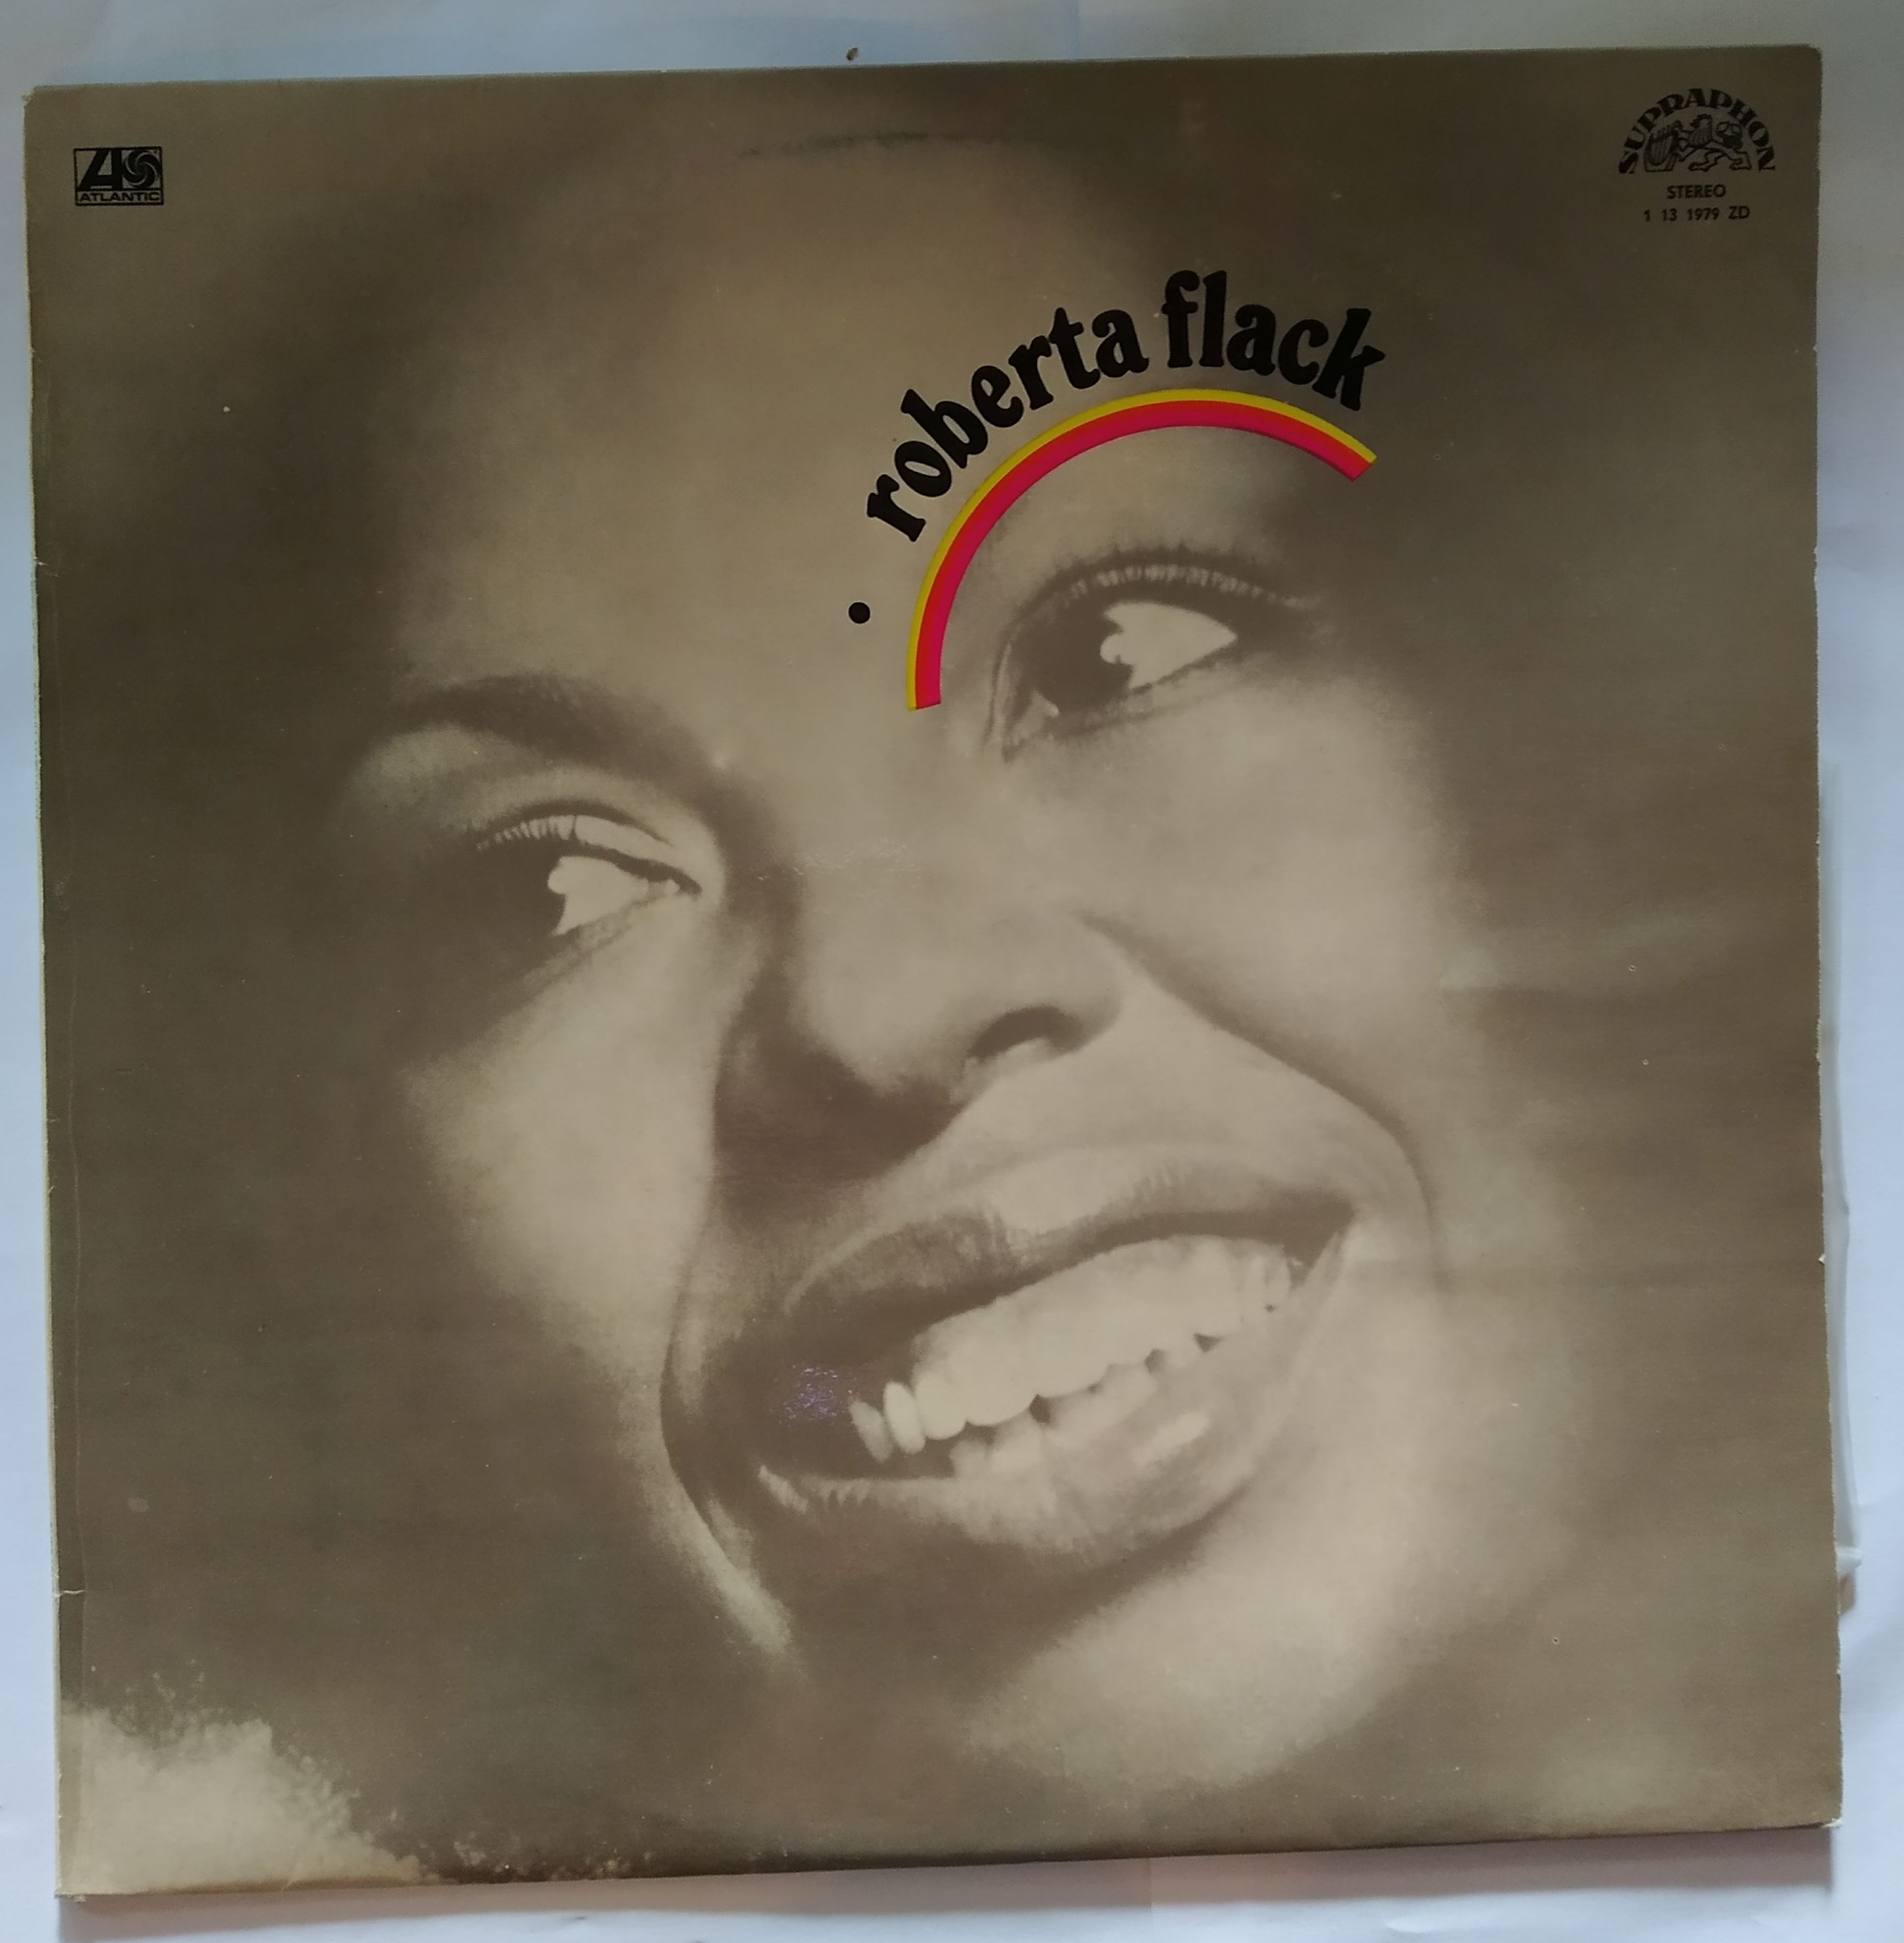 ATLANTIC
SUPRAPHON
STEREO
1 13 1979 ZD
roberta flack